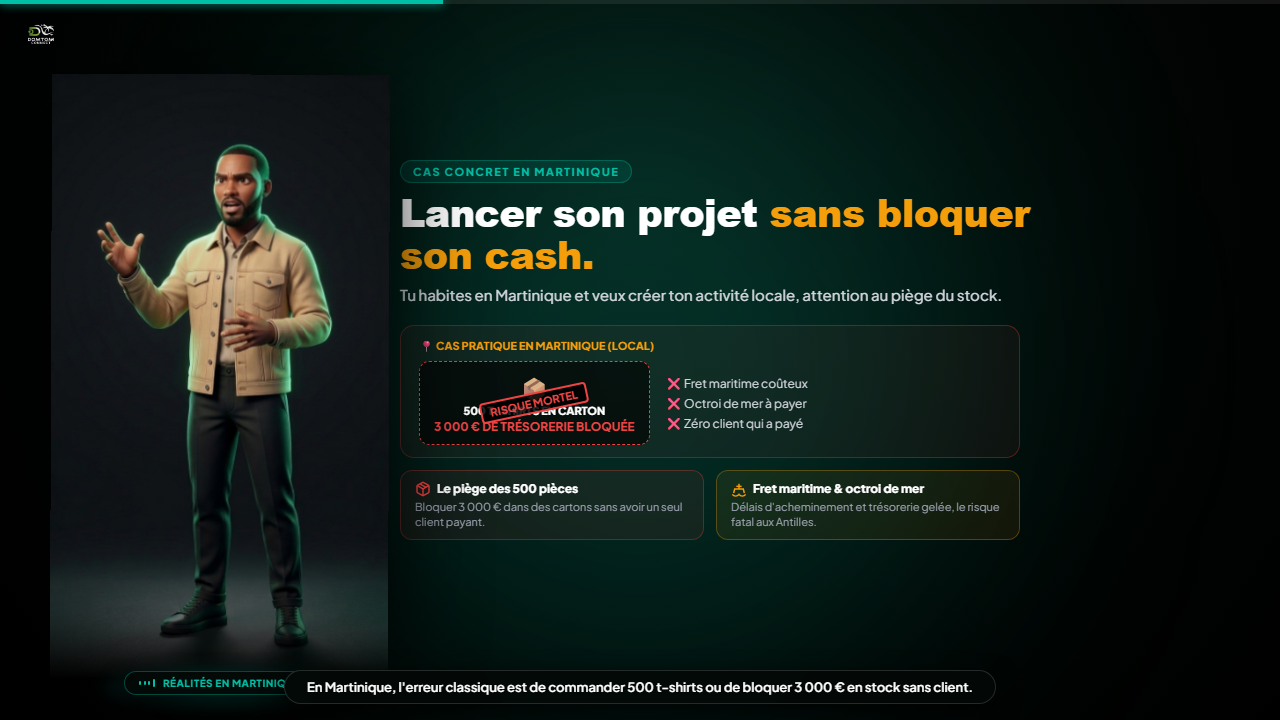 DOMTOM
CONNECT
CAS CONCRET EN MARTINIQUE
Lancer son projet sans bloquer
son cash.
Tu habites en Martinique et veux créer ton activité locale, attention au piège du stock.
CAS PRATIQUE EN MARTINIQUE (LOCAL)
RISQUE MORTEL
EN CARTON
3 000 € DE TRÉSORERIE BLOQUÉE
❌ Fret maritime coûteux
❌ Octroi de mer à payer
❌ Zéro client qui a payé
Le piège des 500 pièces
Bloquer 3 000 € dans des cartons sans avoir un seul
client payant.
Fret maritime & octroi de mer
Délais d'acheminement et trésorerie gelée, le risque
fatal aux Antilles.
RÉALITÉS EN MARTINIQ
En Martinique, l'erreur classique est de commander 500 t-shirts ou de bloquer 3 000 € en stock sans client.